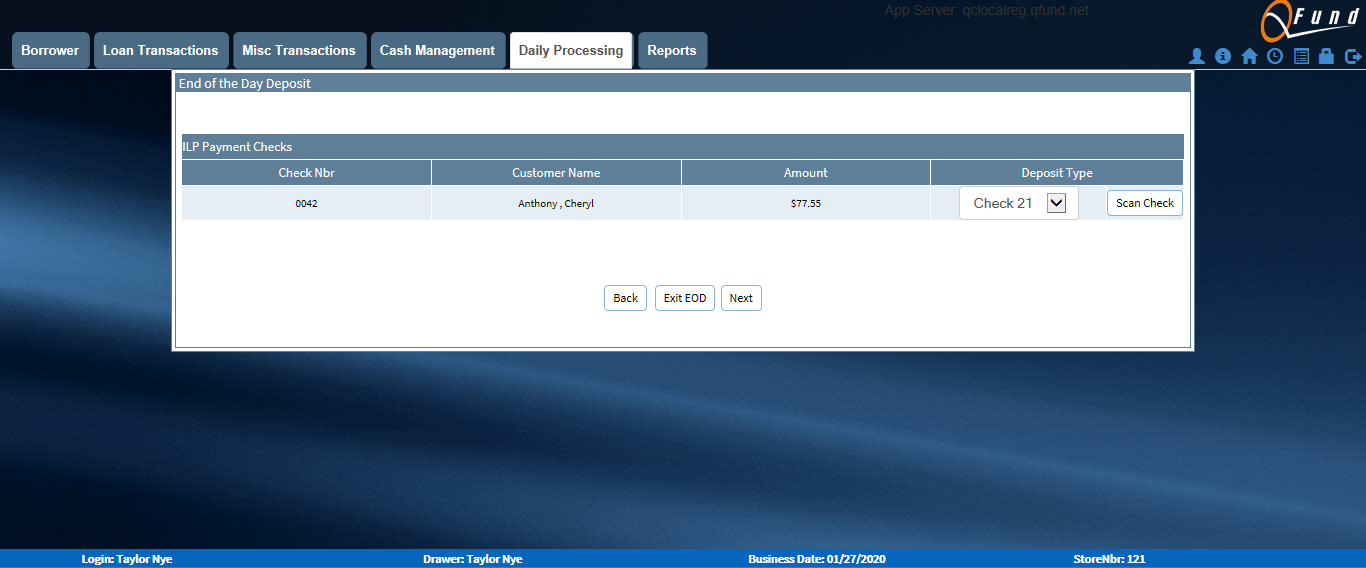 App Server: qclocalreg.qfund.net
QFund
Borrower Loan Transactions Misc Transactions Cash Management Daily Processing Reports
End of the Day Deposit
ILP Payment Checks
Check Nbr Customer Name Amount Deposit Type
0042 Anthony , Cheryl $77.55 Check 21 Scan Check
Back Exit EOD Next
Login: Taylor Nye Drawer: Taylor Nye Business Date: 01/27/2020 StoreNbr: 121